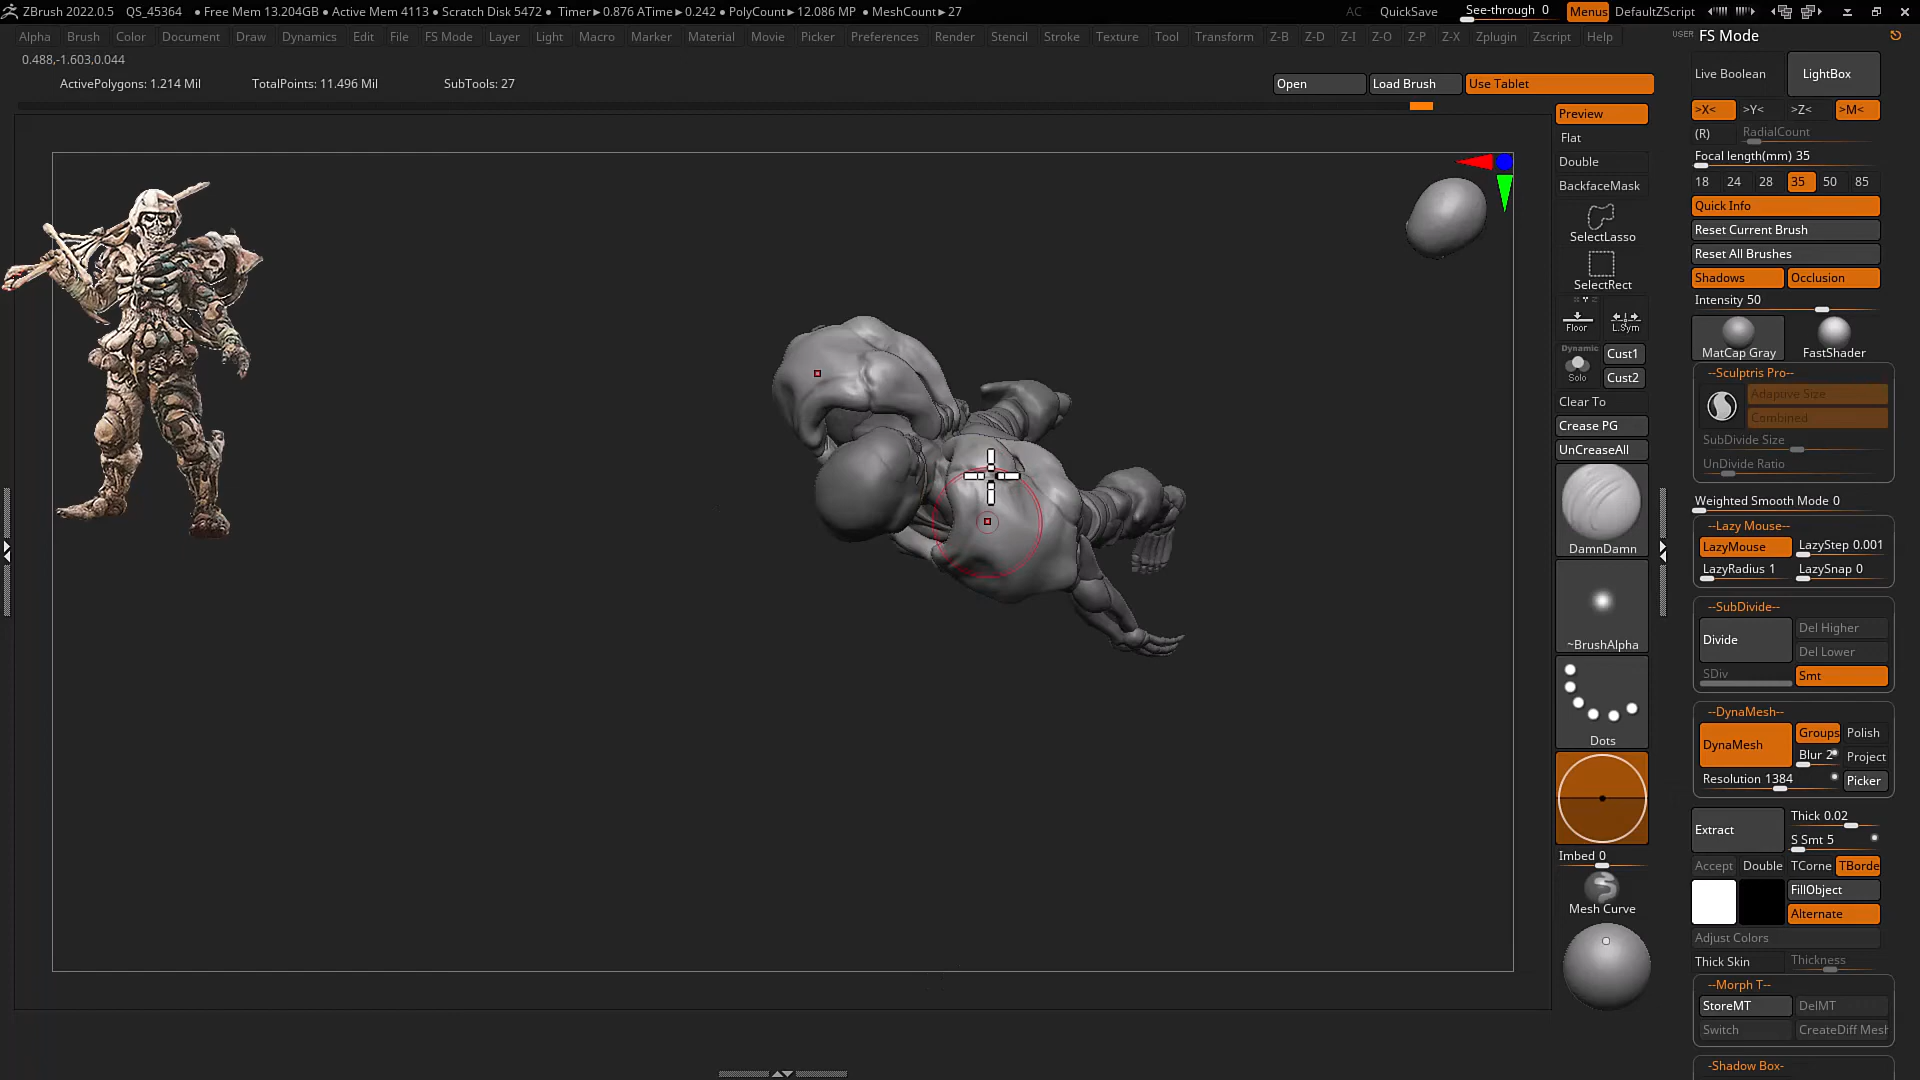 ZBrush 2022.0.5 QS_45364 • Free Mem 13.204GB • Active Mem 4113 • Scratch Disk 5472 • Timer▸0.876 ATime▸0.242 • PolyCount▸12.086 MP • MeshCount▸27
AC QuickSave See-through 0 Menus DefaultZScript
Alpha Brush Color Document Draw Dynamics Edit File FS Mode Layer Light Macro Marker Material Movie Picker Preferences Render Stencil Stroke Texture Tool Transform Z-B Z-D Z-I Z-O Z-P Z-X Zplugin Zscript Help
USER FS Mode
0.488,-1.603,0.044
ActivePolygons: 1.214 Mil TotalPoints: 11.496 Mil SubTools: 27
Open Load Brush Use Tablet
Preview
Flat
Double
BackfaceMask
SelectLasso
SelectRect
Floor L.Sym
Dynamic
Solo
Cust1
Cust2
Clear To
Crease PG
UnCreaseAll
DamnDamn
~BrushAlpha
Dots
Imbed 0
Mesh Curve
Live Boolean LightBox
>X< >Y< >Z< >M<
(R) RadialCount
Focal length(mm) 35
18 24 28 35 50 85
Quick Info
Reset Current Brush
Reset All Brushes
Shadows Occlusion
Intensity 50
MatCap Gray FastShader
--Sculptris Pro--
Adaptive Size
Combined
SubDivide Size
UnDivide Ratio
Weighted Smooth Mode 0
--Lazy Mouse--
LazyMouse LazyStep 0.001
LazyRadius 1 LazySnap 0
--SubDivide--
Divide Del Higher
Del Lower
SDiv Smt
--DynaMesh--
DynaMesh Groups Polish
Blur 2 Project
Resolution 1384 Picker
Extract Thick 0.02
S Smt 5
Accept Double TCorne TBorde
FillObject
Alternate
Adjust Colors
Thick Skin Thickness
--Morph T--
StoreMT DelMT
Switch CreateDiff Mesh
-Shadow Box-